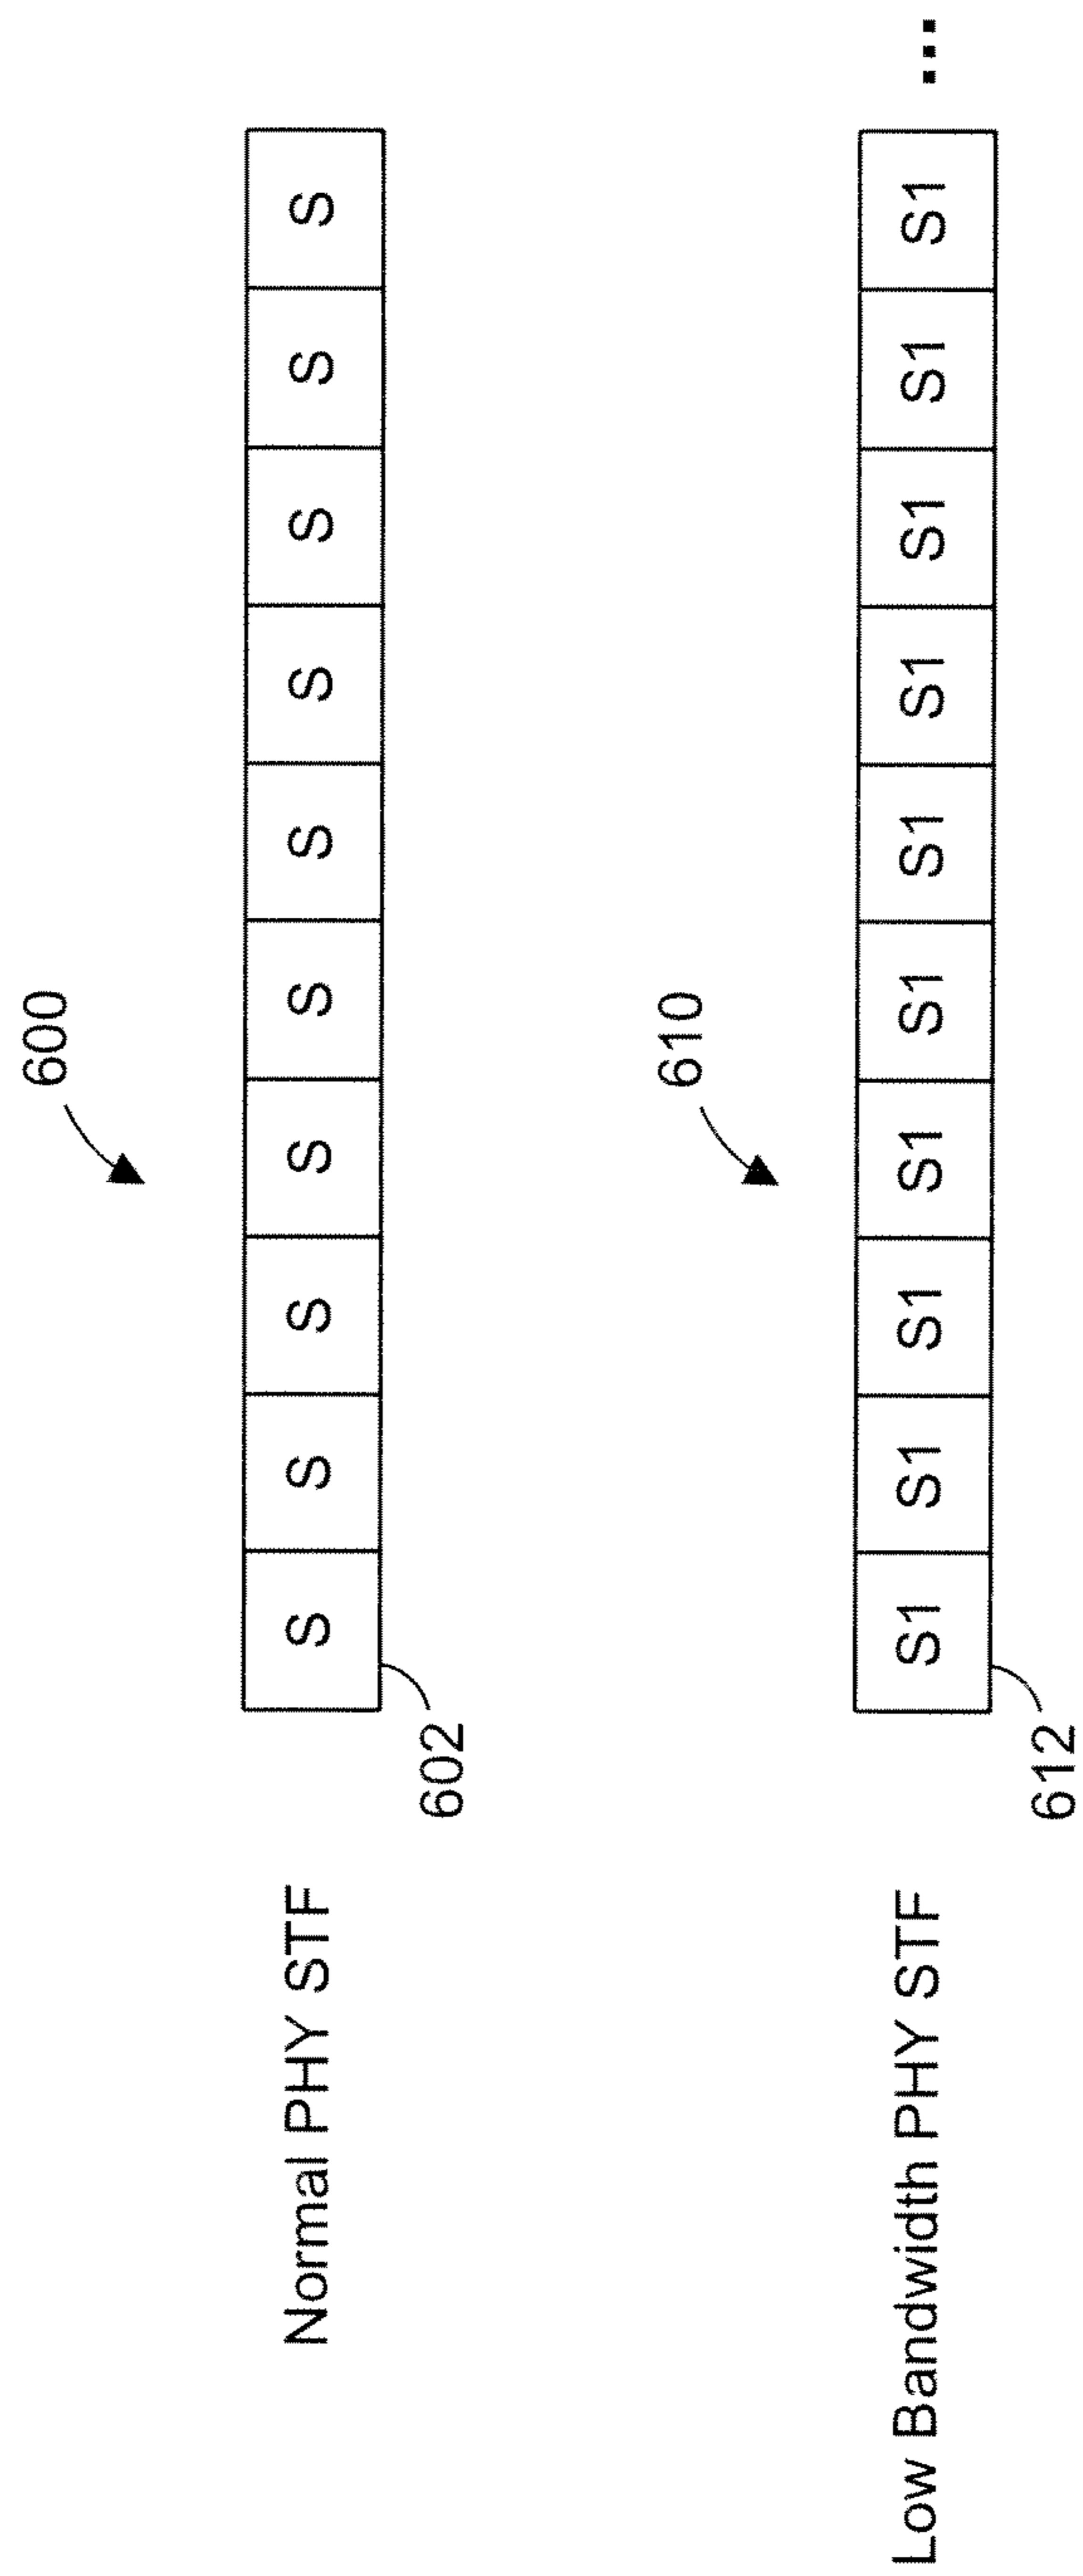 600
Normal PHY STF
S S S S S S S S S S
602
610
Low Bandwidth PHY STF
S1 S1 S1 S1 S1 S1 S1 S1 S1 S1 ...
612